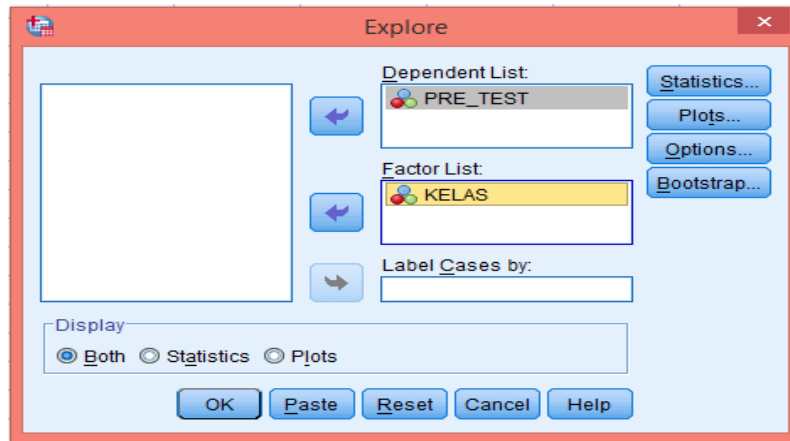 Explore
Dependent List:
PRE_TEST
Factor List:
KELAS
Label Cases by:
Statistics...
Plots...
Options...
Bootstrap...
Display
Both Statistics Plots
OK Paste Reset Cancel Help